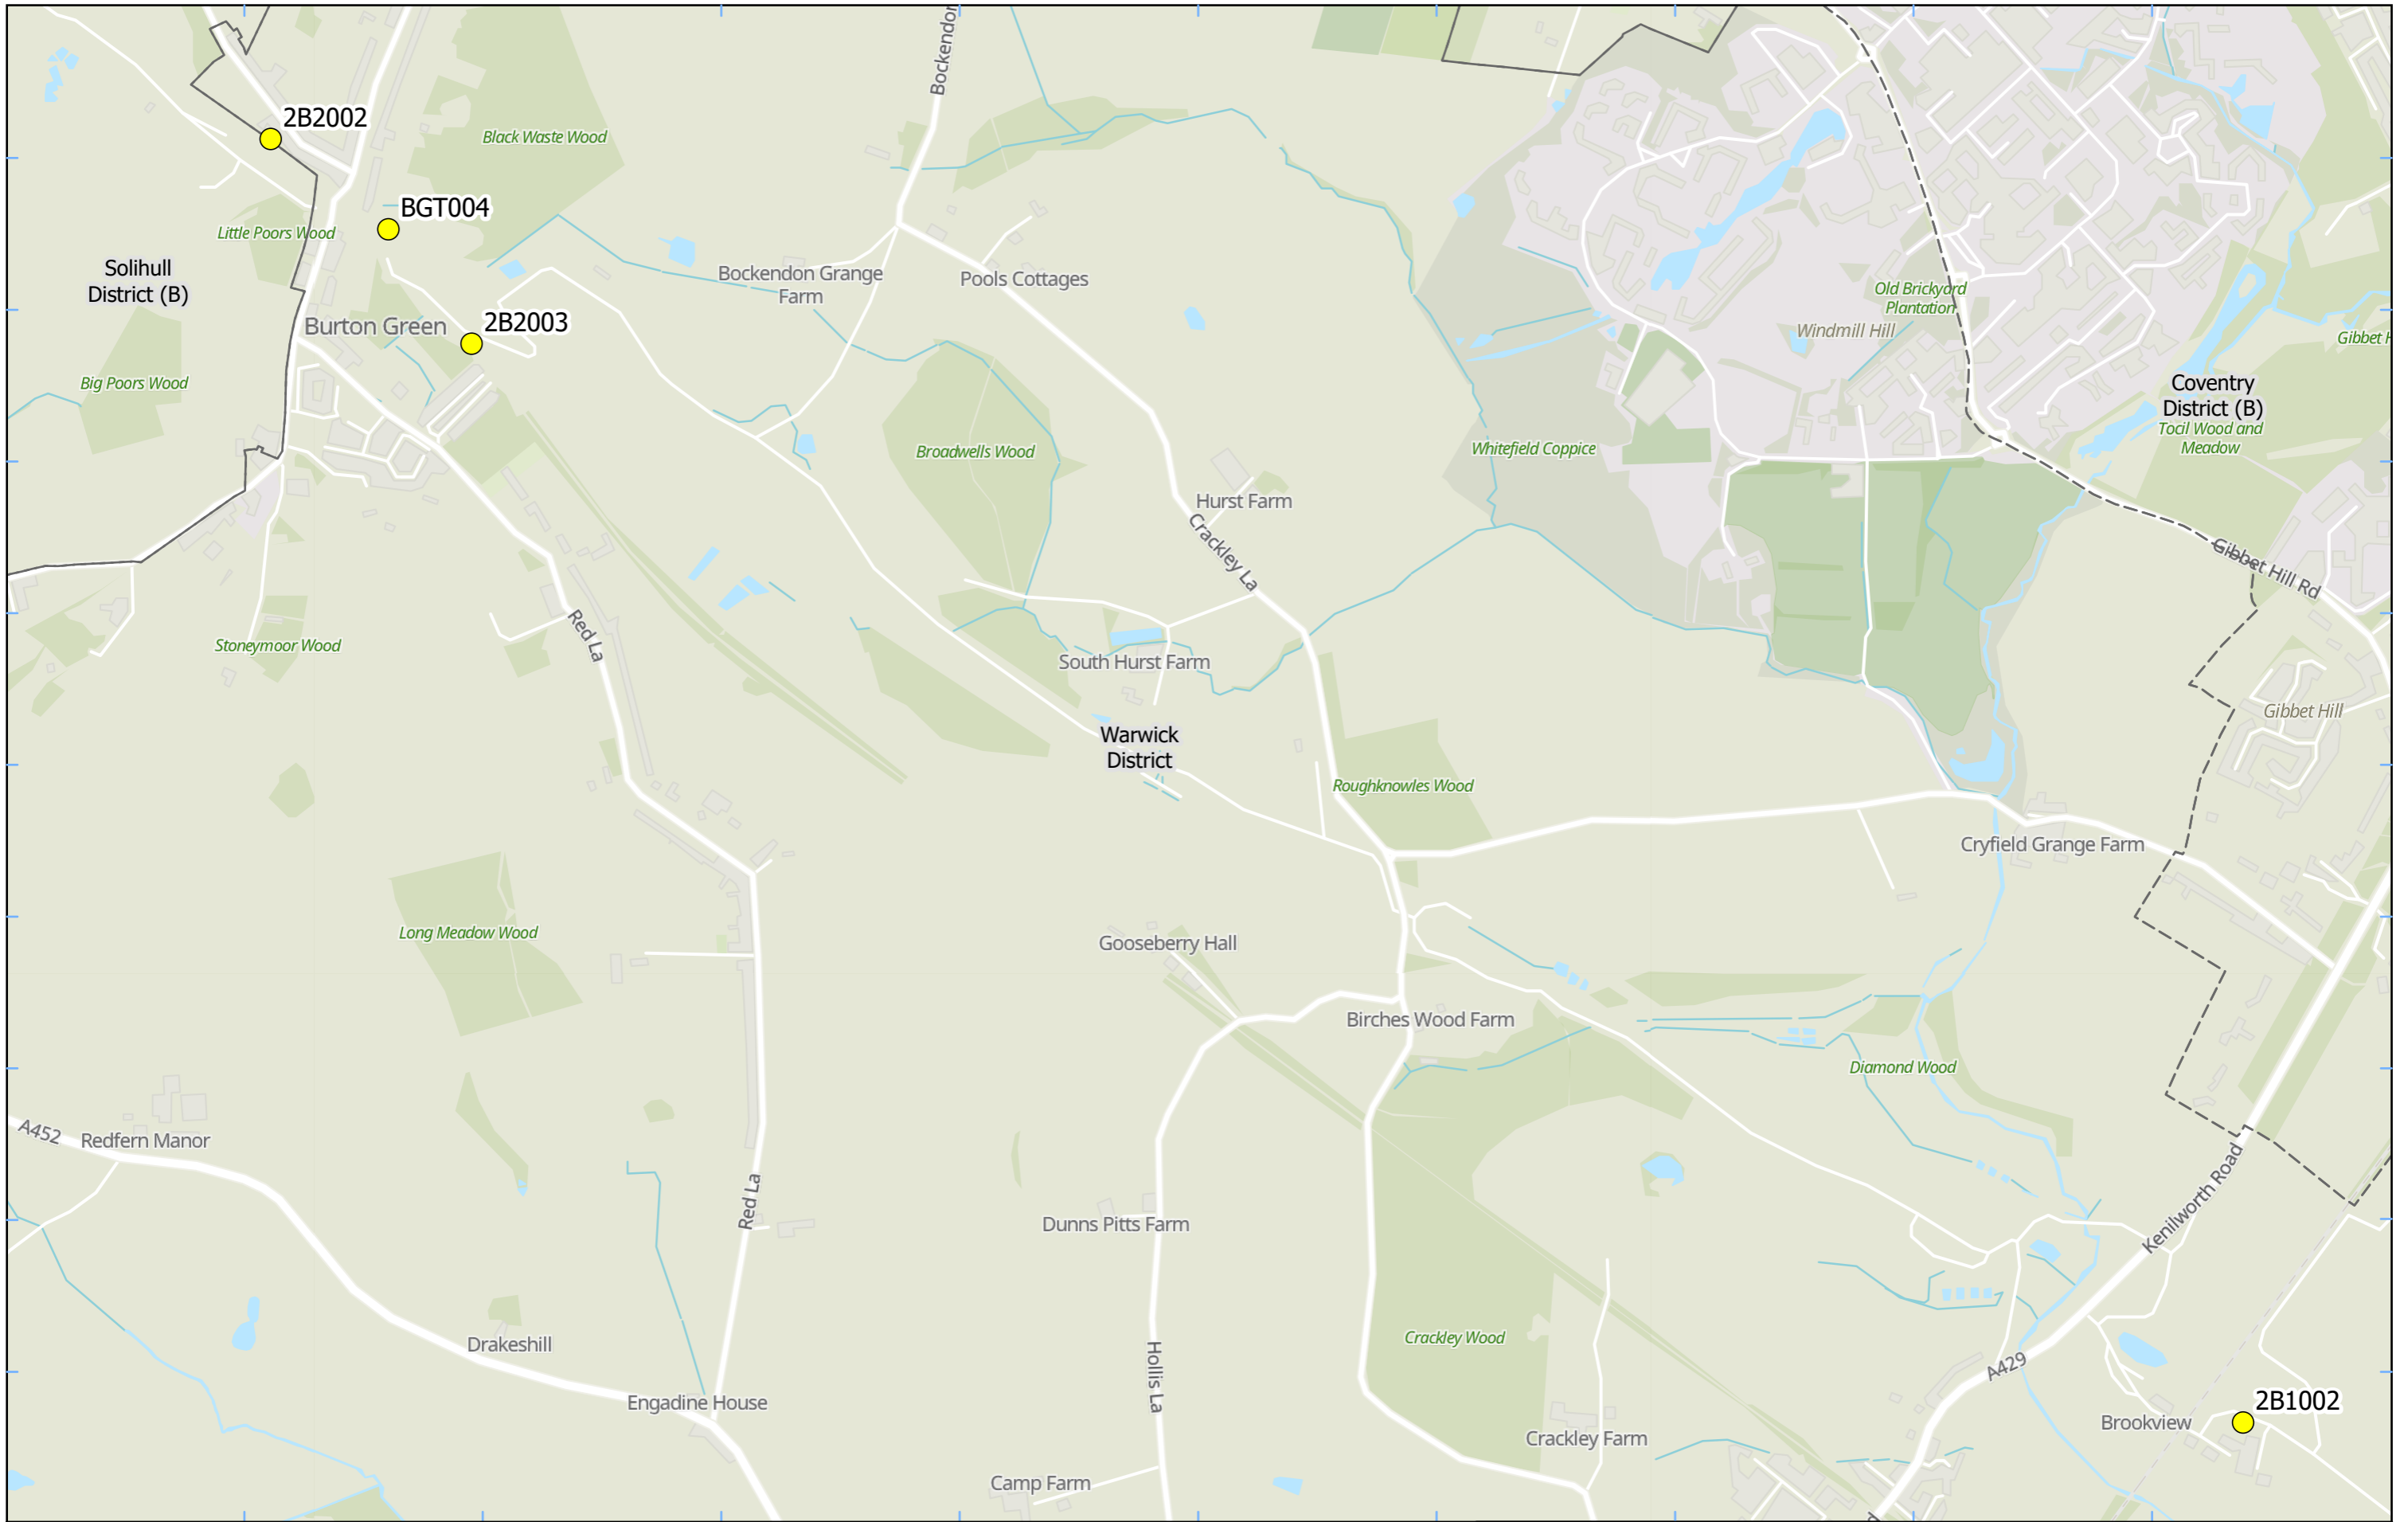 Bockendon
2B2002
Black Waste Wood
BGT004
Little Poors Wood
Solihull
District (B)
Bockendon Grange
Farm
Pools Cottages
Old Brickyard
Plantation
Burton Green
2B2003
Windmill Hill
Big Poors Wood
Coventry
District (B)
Tocil Wood and
Meadow
Broadwells Wood
Whitefield Coppice
Hurst Farm
Crackley La
Gibbet Hill Rd
Red La
Stoneymoor Wood
South Hurst Farm
Gibbet Hill
Warwick
District
Roughknowles Wood
Cryfield Grange Farm
Long Meadow Wood
Gooseberry Hall
Birches Wood Farm
Diamond Wood
A452
Redfern Manor
Red La
Dunns Pitts Farm
Kenilworth Road
Drakeshill
Crackley Wood
Hollis La
A429
Engadine House
2B1002
Brookview
Crackley Farm
Camp Farm